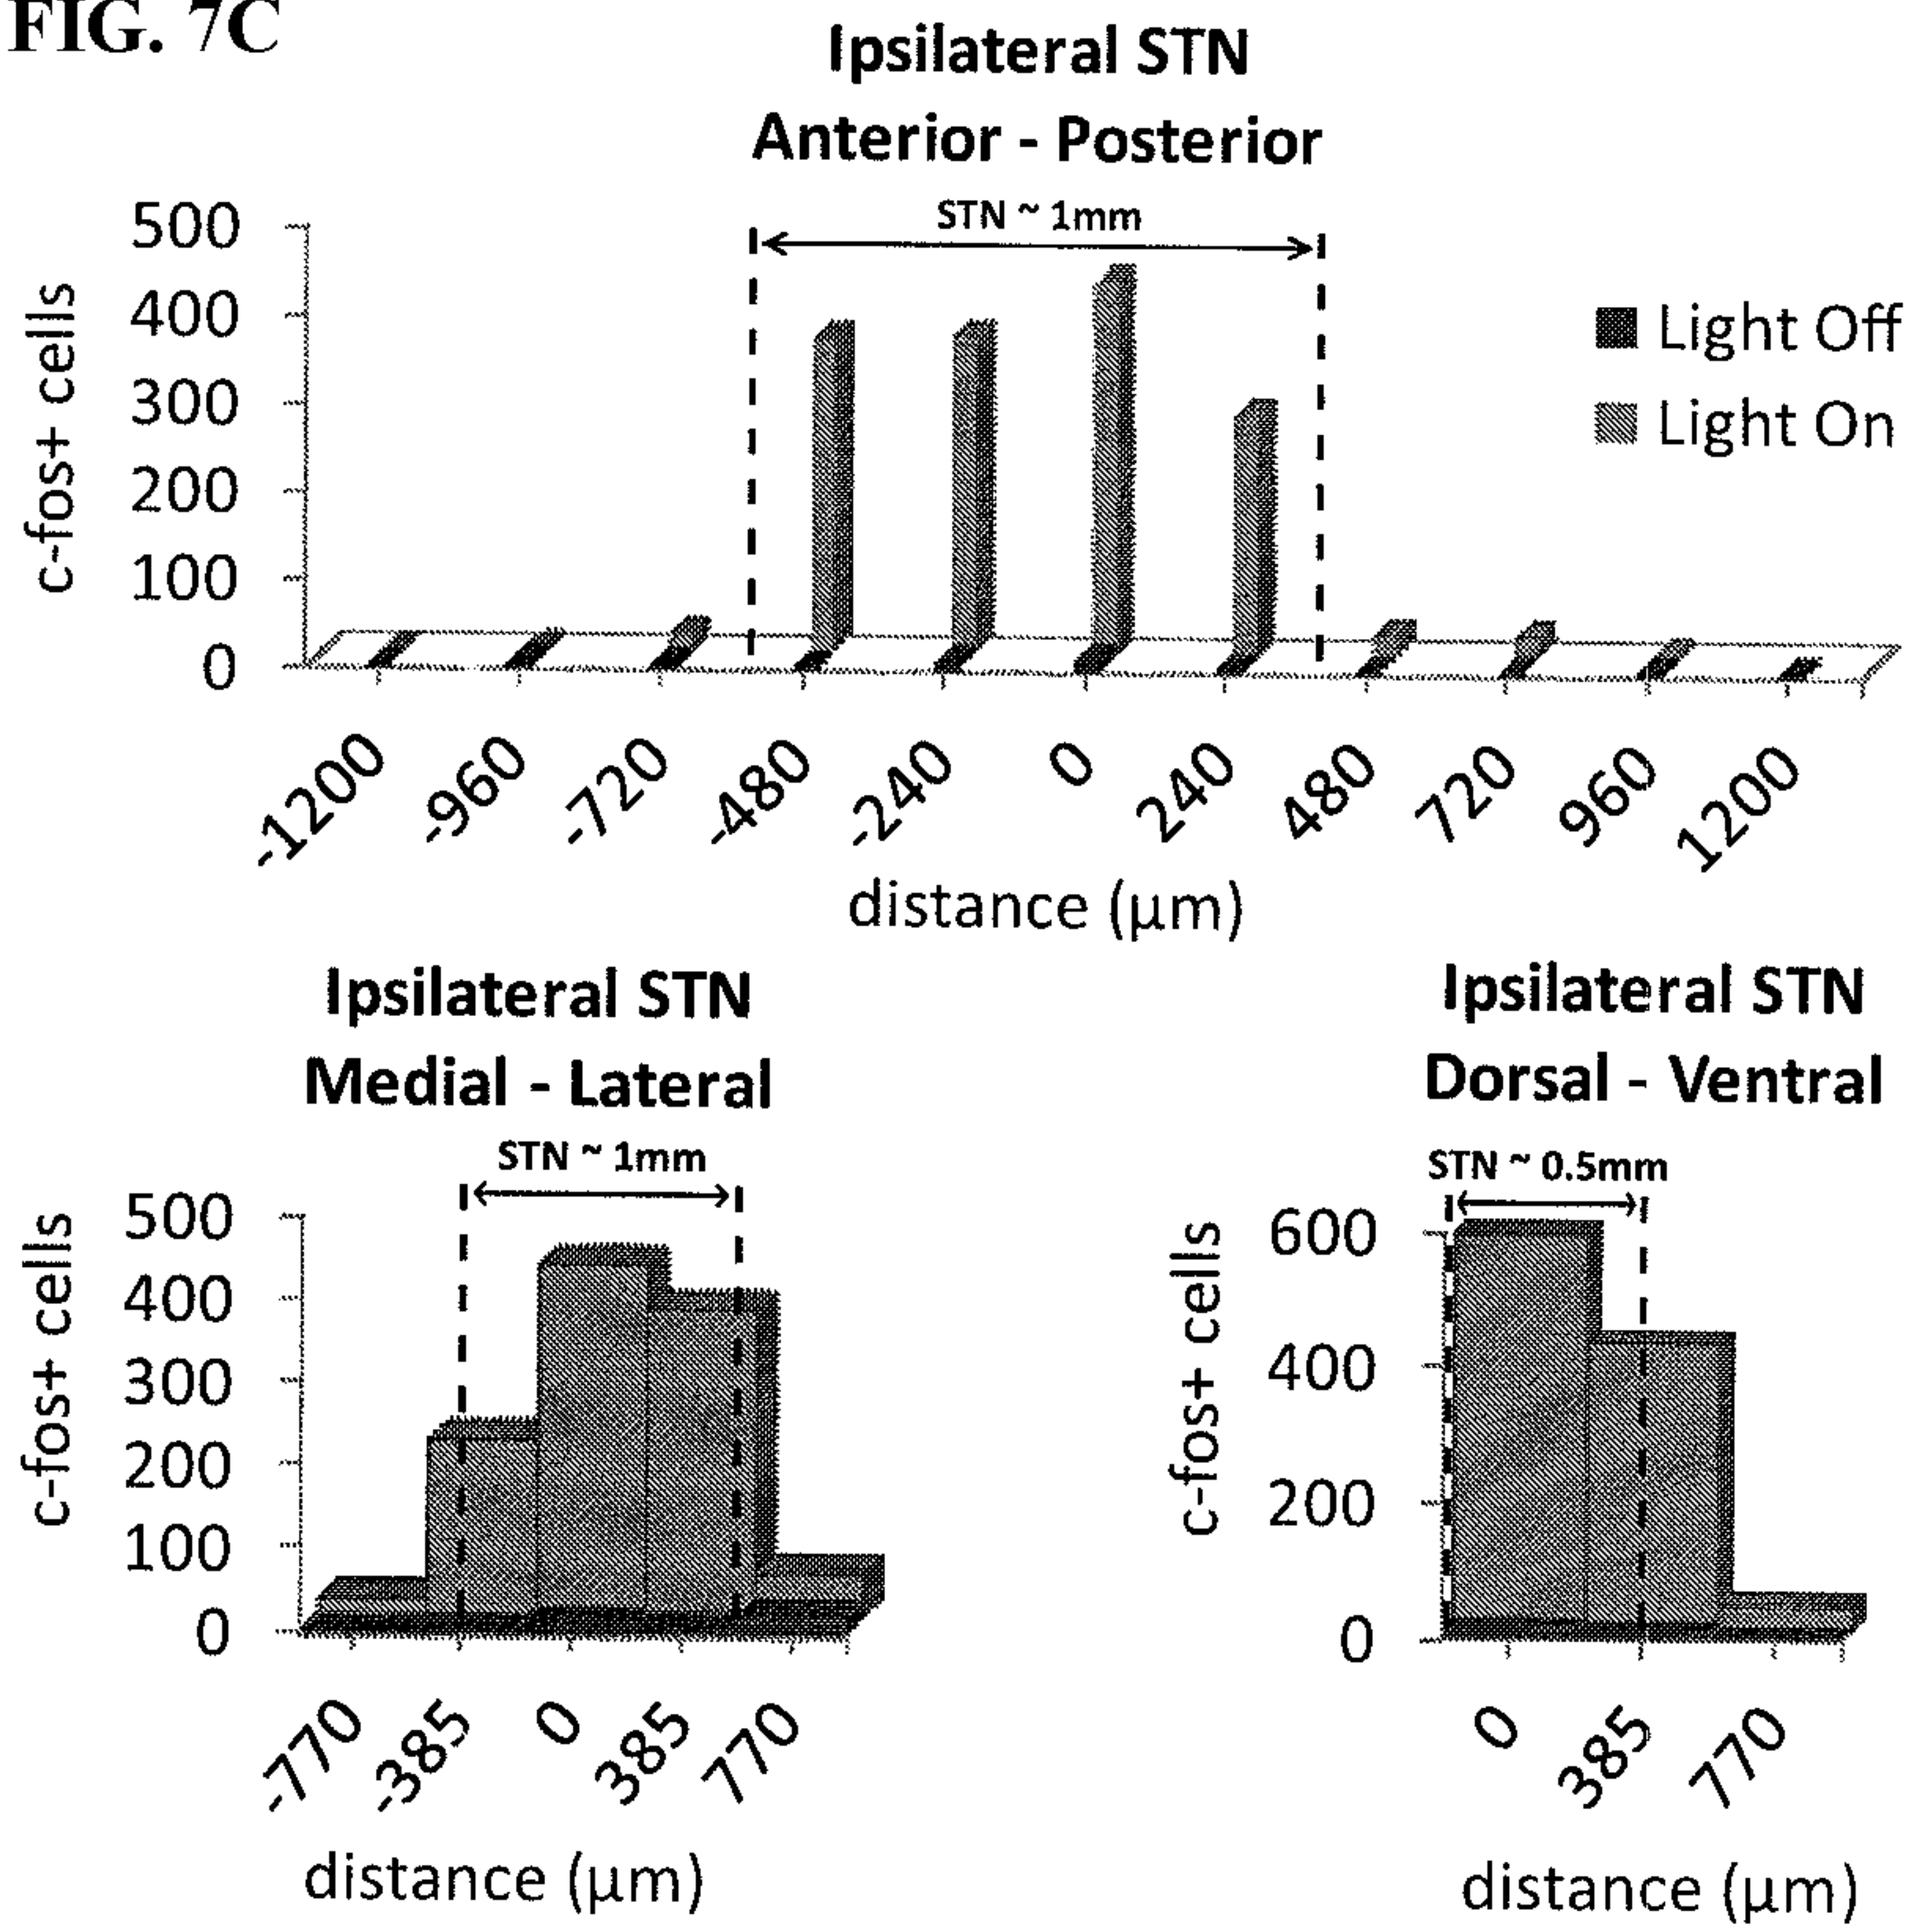 FIG. 7C
Ipsilateral STN
Anterior - Posterior
STN ~ 1mm
500
400
300
200
100
0
c-fos+ cells
Light Off
Light On
-1200
-960
-720
-480
-240
0
240
480
720
960
1200
distance (μm)
Ipsilateral STN
Medial - Lateral
STN ~ 1mm
500
400
300
200
100
0
c-fos+ cells
-770
-385
0
385
770
distance (μm)
Ipsilateral STN
Dorsal - Ventral
STN ~ 0.5mm
600
400
200
0
c-fos+ cells
0
385
770
distance (μm)